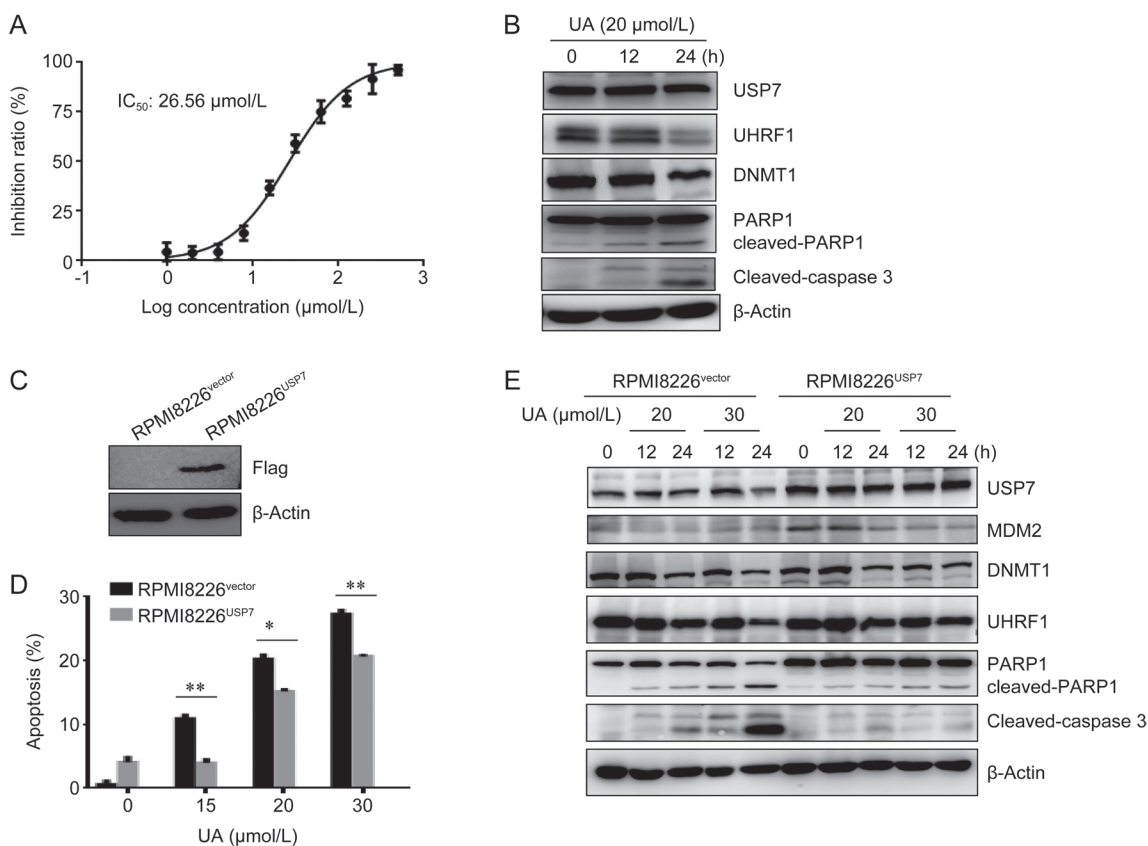 A
Inhibition ratio (%)
100
75
50
25
0
IC50: 26.56 µmol/L
-1 0 1 2 3
Log concentration (µmol/L)
B
UA (20 µmol/L)
0 12 24 (h)
USP7
UHRF1
DNMT1
PARP1
cleaved-PARP1
Cleaved-caspase 3
β-Actin
C
RPMI8226vector
RPMI8226USP7
Flag
β-Actin
D
Apoptosis (%)
30
20
10
0
RPMI8226vector
RPMI8226USP7
**
*
**
0 15 20 30
UA (µmol/L)
E
RPMI8226vector RPMI8226USP7
UA (µmol/L) 20 30 20 30
0 12 24 12 24 0 12 24 12 24 (h)
USP7
MDM2
DNMT1
UHRF1
PARP1
cleaved-PARP1
Cleaved-caspase 3
β-Actin